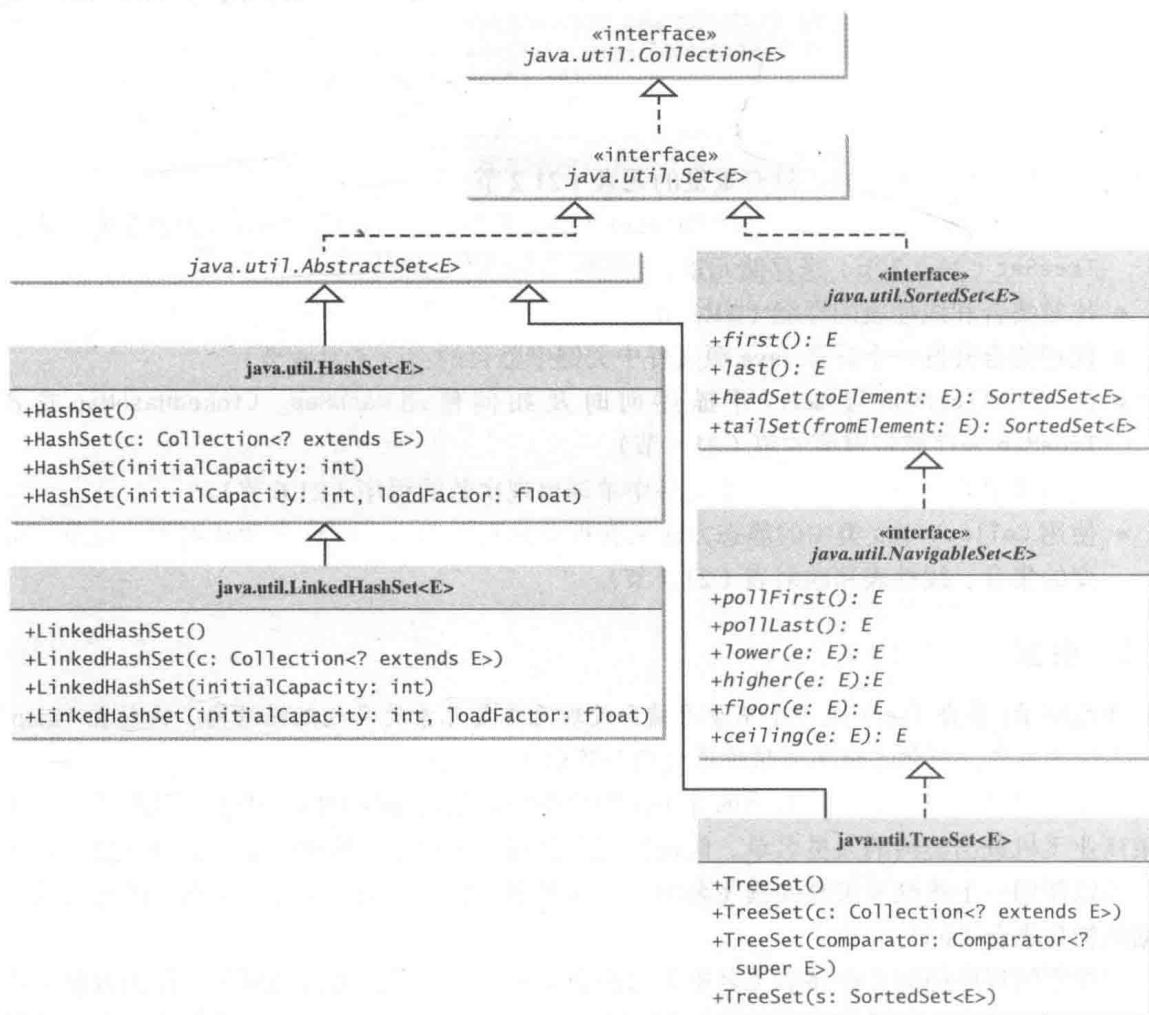 «interface»
java.util.Collection<E>
«interface»
java.util.Set<E>
java.util.AbstractSet<E>
«interface»
java.util.SortedSet<E>
+first(): E
+last(): E
+headSet(toElement: E): SortedSet<E>
+tailSet(fromElement: E): SortedSet<E>
java.util.HashSet<E>
+HashSet()
+HashSet(c: Collection<? extends E>)
+HashSet(initialCapacity: int)
+HashSet(initialCapacity: int, loadFactor: float)
«interface»
java.util.NavigableSet<E>
+pollFirst(): E
+pollLast(): E
+lower(e: E): E
+higher(e: E):E
+floor(e: E): E
+ceiling(e: E): E
java.util.LinkedHashSet<E>
+LinkedHashSet()
+LinkedHashSet(c: Collection<? extends E>)
+LinkedHashSet(initialCapacity: int)
+LinkedHashSet(initialCapacity: int, loadFactor:float)
java.util.TreeSet<E>
+TreeSet()
+TreeSet(c: Collection<? extends E>)
+TreeSet(comparator: Comparator<?
super E>)
+TreeSet(s: SortedSet<E>)